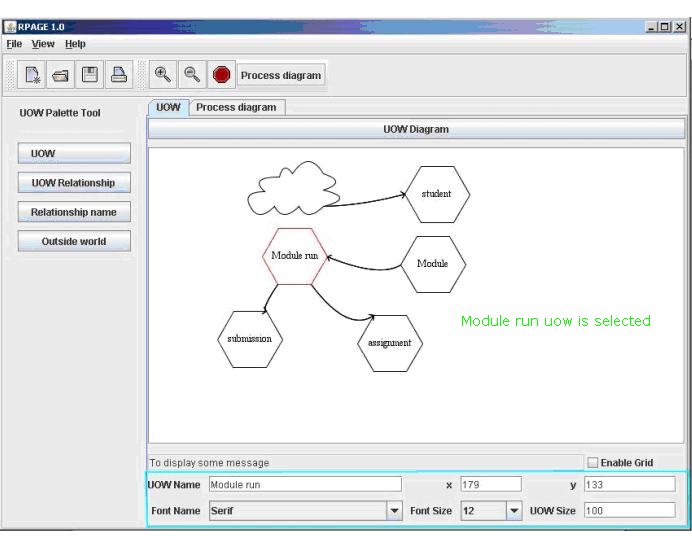 RPAGE 1.0
File View Help
Process diagram
UOW Palette Tool
UOW
UOW Relationship
Relationship name
Outside world
UOW Process diagram
UOW Diagram
student
Module run
Module
Module run uow is selected
submission
assignment
To display some message Enable Grid
UOW Name Module run x 179 y 133
Font Name Serif Font Size 12 UOW Size 100